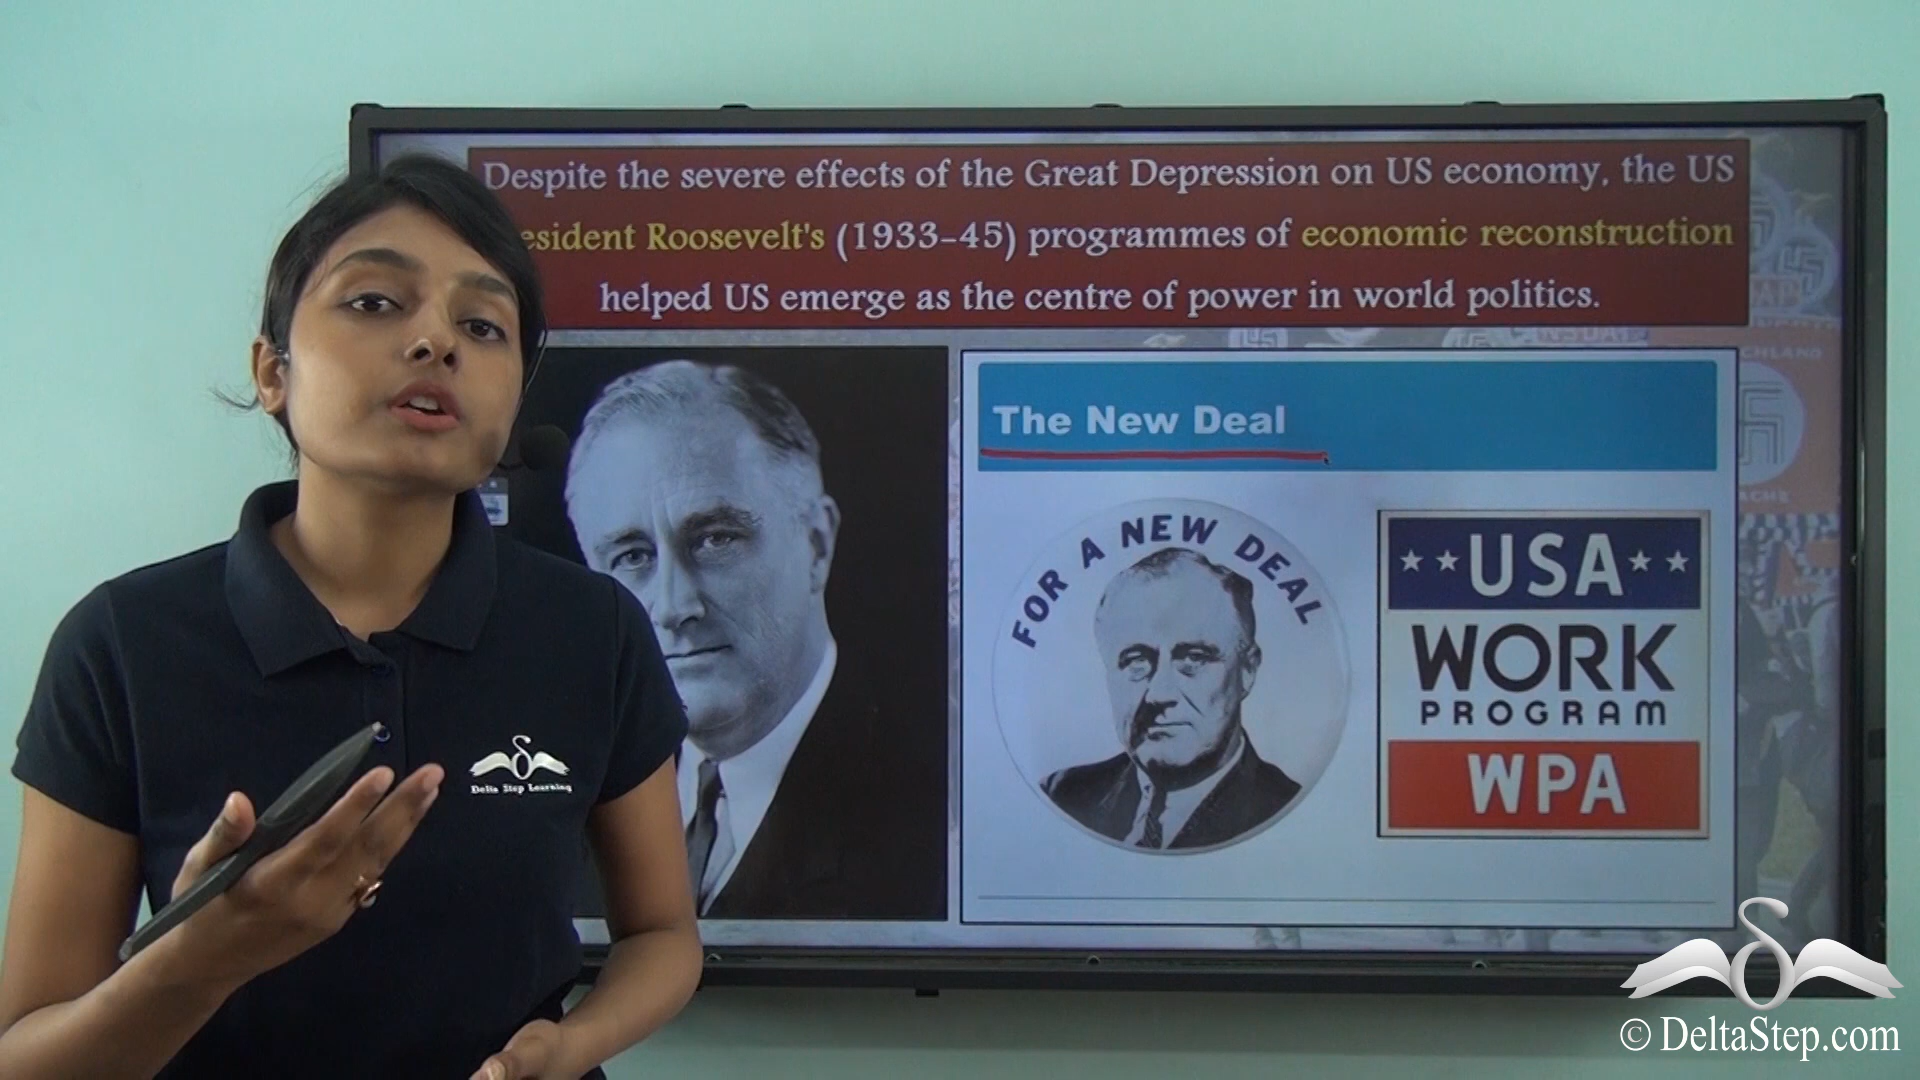 Despite the severe effects of the Great Depression on US economy, the US
esident Roosevelt's (1933-45) programmes of economic reconstruction
helped US emerge as the centre of power in world politics.
The New Deal
FOR A NEW DEAL
USA
WORK
PROGRAM
WPA
CHLAND
ACHE
Delta Step Learning
© DeltaStep.com